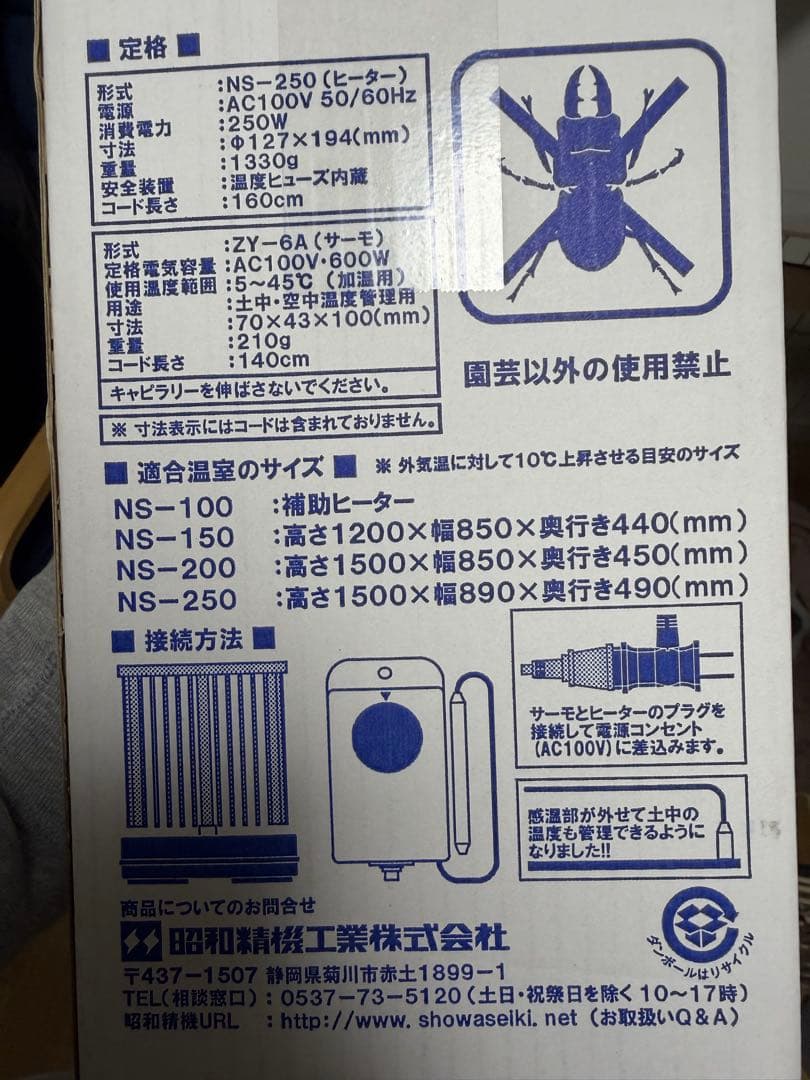 ■ 定格 ■
形式 :NS-250(ヒーター)
電源 :AC100V 50/60Hz
消費電力 :250W
寸法 :Φ127×194(mm)
重量 :1330g
安全装置 :温度ヒューズ内蔵
コード長さ :160cm
形式 :ZY-6A(サーモ)
定格電気容量 :AC100V・600W
使用温度範囲 :5~45℃(加温用)
用途 :土中・空中温度管理用
寸法 :70×43×100(mm)
重量 :210g
コード長さ :140cm
キャピラリーを伸ばさないでください。
※ 寸法表示にはコードは含まれておりません。
園芸以外の使用禁止
■ 適合温室のサイズ ■ ※ 外気温に対して10℃上昇させる目安のサイズ
NS-100 :補助ヒーター
NS-150 :高さ1200×幅850×奥行き440(mm)
NS-200 :高さ1500×幅850×奥行き450(mm)
NS-250 :高さ1500×幅890×奥行き490(mm)
■ 接続方法 ■
サーモとヒーターのプラグを
接続して電源コンセント
(AC100V)に差込みます。
感温部が外せて土中の
温度も管理できるように
なりました!!
商品についてのお問合せ
昭和精機工業株式会社
〒437-1507 静岡県菊川市赤土1899-1
TEL(相談窓口):0537-73-5120(土日・祝祭日を除く10~17時)
昭和精機URL :http://www.showaseiki.net(お取扱いQ&A)
ダンボールはリサイクル